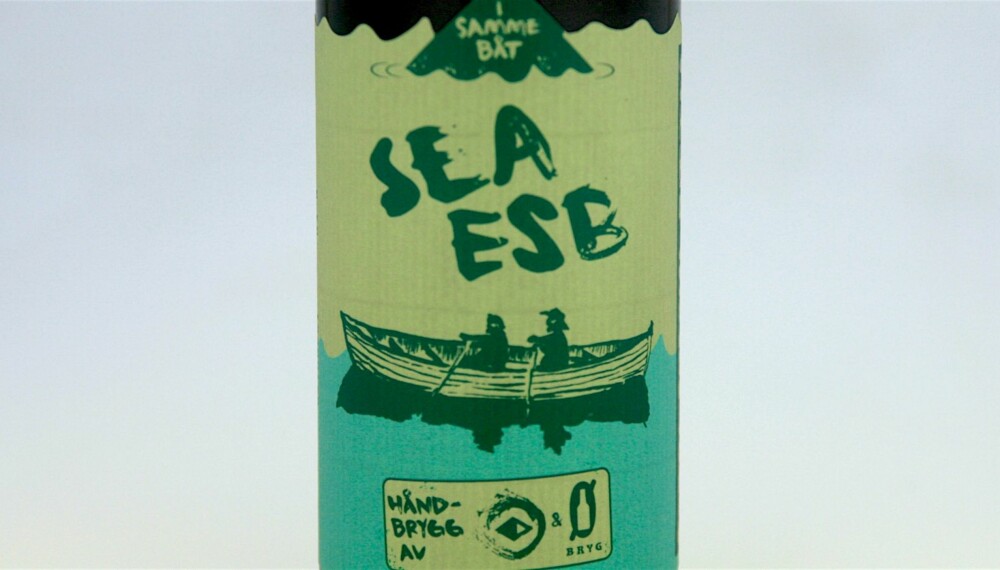 I
SAMME
BÅT
SEA
ESB
HÅND-
BRYGG
AV
&
Ø
BRYG